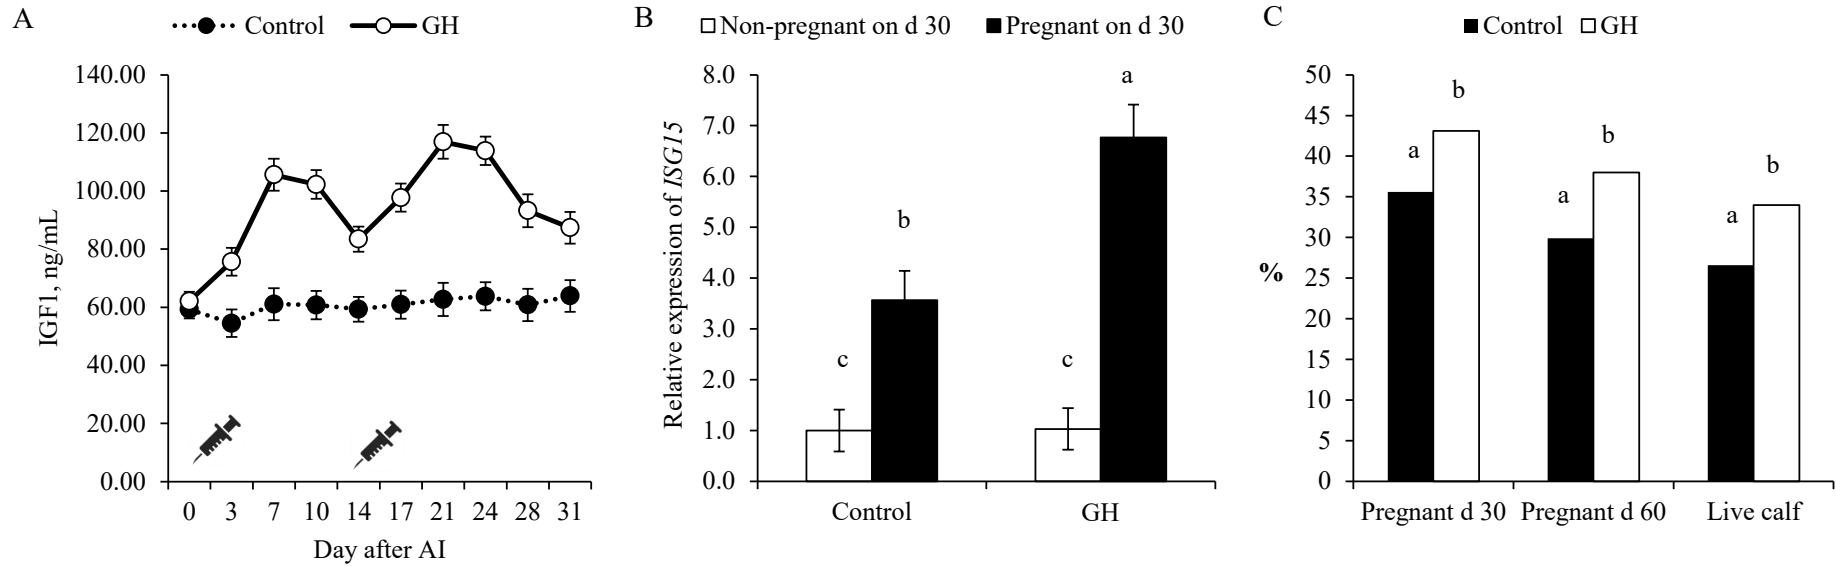 A
Control GH
140.00
120.00
100.00
80.00
60.00
40.00
20.00
0.00
IGF1, ng/mL
0 3 7 10 14 17 21 24 28 31
Day after AI
B
Non-pregnant on d 30 Pregnant on d 30
8.0
7.0
6.0
5.0
4.0
3.0
2.0
1.0
0.0
Relative expression of ISG15
c
b
c
a
Control GH
C
Control GH
50
45
40
35
30
25
20
15
10
5
0
%
a
b
a
b
a
b
Pregnant d 30 Pregnant d 60 Live calf